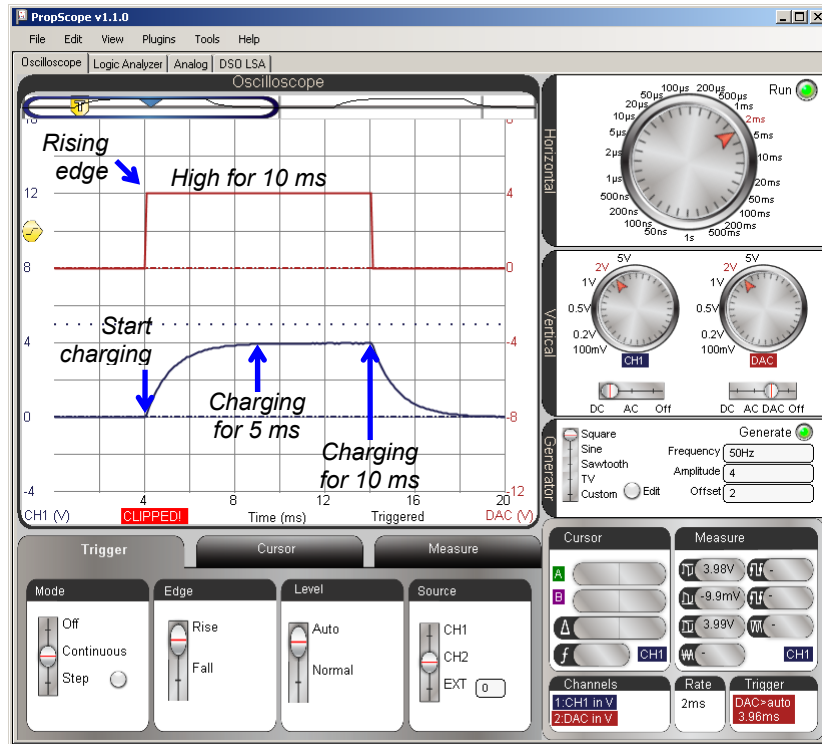 PropScope v1.1.0
File Edit View Plugins Tools Help
Oscilloscope Logic Analyzer Analog DSO LSA
Oscilloscope
T
16 8
Rising
edge
High for 10 ms
12 4
8 0
Start
charging
4 -4
Charging
for 5 ms
0 -8
Charging
for 10 ms
-4 -12
4 8 12 16 20
CH1 (V) CLIPPED! Time (ms) Triggered DAC (V)
Horizontal
Run
100µs 200µs
50µs 500µs
20µs 1ms
10µs 2ms
5µs 5ms
2µs 10ms
1µs 20ms
500ns 50ms
200ns 100ms
100ns 200ms
50ns 1s 500ms
Vertical
5V 5V
2V 2V
1V 1V
0.5V 0.5V
0.2V 0.2V
100mV 100mV
CH1 DAC
DC AC Off DC AC DAC Off
Generator
Square
Sine
Sawtooth
TV
Custom Edit
Generate
Frequency 50Hz
Amplitude 4
Offset 2
Trigger Cursor Measure
Mode
Off
Continuous
Step
Edge
Rise
Fall
Level
Auto
Normal
Source
CH1
CH2
EXT 0
Cursor
A
B
Δ
f CH1
Measure
3.98V -
-9.9mV -
3.99V -
- CH1
Channels
1:CH1 in V
2:DAC in V
Rate
2ms
Trigger
DAC>auto
3.96ms